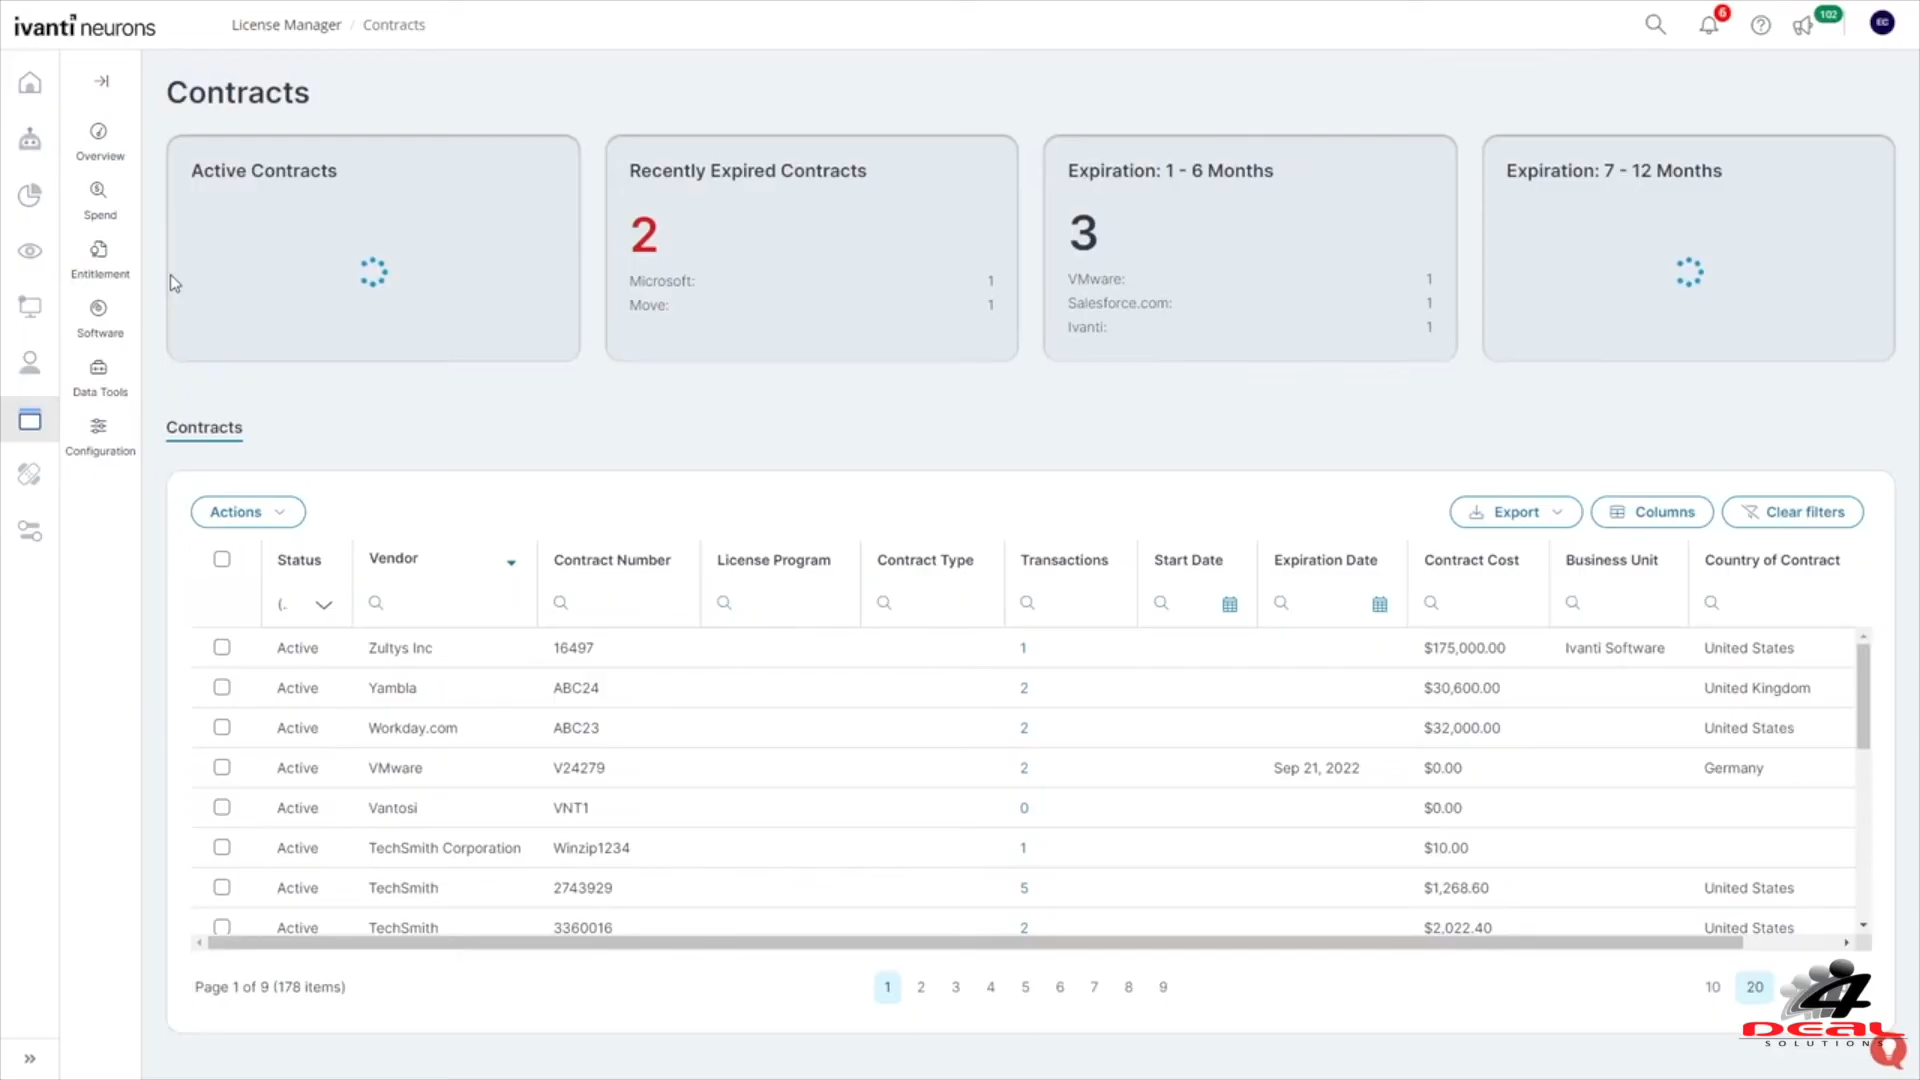 ivanti neurons
License Manager / Contracts
6
102
EC
Overview
Spend
Entitlement
Software
Data Tools
Configuration
Contracts
Active Contracts
Recently Expired Contracts
2
Microsoft: 1
Move: 1
Expiration: 1 - 6 Months
3
VMware: 1
Salesforce.com: 1
Ivanti: 1
Expiration: 7 - 12 Months
Contracts
Actions
Export
Columns
Clear filters
Status Vendor Contract Number License Program Contract Type Transactions Start Date Expiration Date Contract Cost Business Unit Country of Contract
(.
Active Zultys Inc 16497 1 $175,000.00 Ivanti Software United States
Active Yambla ABC24 2 $30,600.00 United Kingdom
Active Workday.com ABC23 2 $32,000.00 United States
Active VMware V24279 2 Sep 21, 2022 $0.00 Germany
Active Vantosi VNT1 0 $0.00
Active TechSmith Corporation Winzip1234 1 $10.00
Active TechSmith 2743929 5 $1,268.60 United States
Active TechSmith 3360016 2 $2,022.40 United States
Page 1 of 9 (178 items)
1 2 3 4 5 6 7 8 9
10 20
4
DEAL
SOLUTIONS